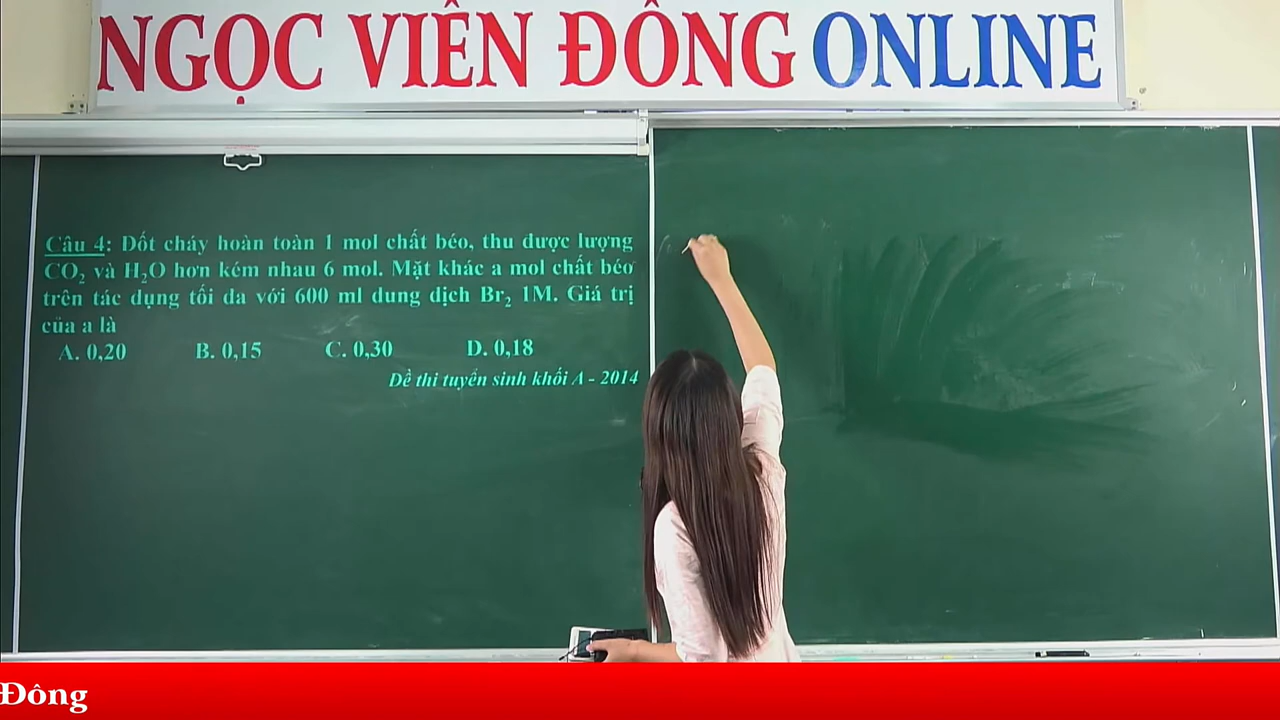 NGỌC VIỄN ĐÔNG ONLINE
Câu 4: Đốt cháy hoàn toàn 1 mol chất béo, thu được lượng
CO₂ và H₂O hơn kém nhau 6 mol. Mặt khác a mol chất béo
trên tác dụng tối đa với 600 ml dung dịch Br₂ 1M. Giá trị
của a là
A. 0,20 B. 0,15 C. 0,30 D. 0,18
Đề thi tuyển sinh khối A - 2014
Đông